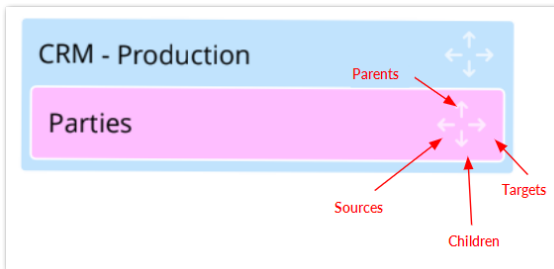 CRM - Production
Parents
Parties
Targets
Sources
Children